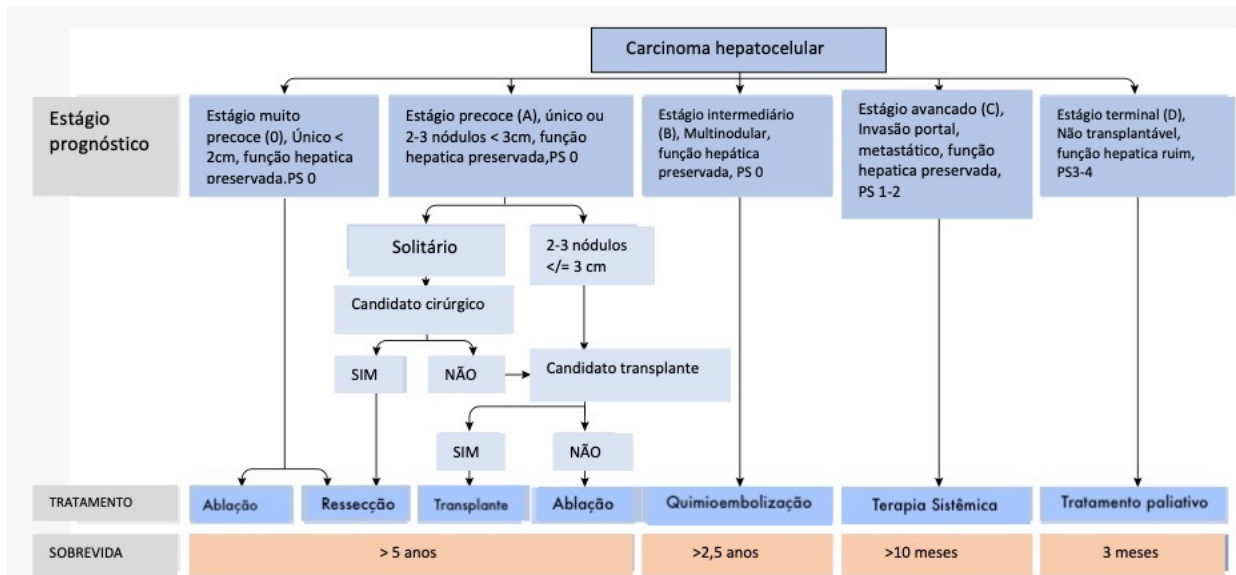 Carcinoma hepatocelular
Estágio
prognóstico
Estágio muito
precoce (0), Único <
2cm, função hepatica
preservada.PS 0
Estágio precoce (A), único ou
2-3 nódulos < 3cm, função
hepatica preservada,PS 0
Estágio intermediário
(B), Multinodular,
função hepática
preservada, PS 0
Estágio avancado (C),
Invasão portal,
metastático, função
hepatica preservada,
PS 1-2
Estágio terminal (D),
Não transplantável,
função hepatica ruim,
PS3-4
Solitário
2-3 nódulos
</= 3 cm
Candidato cirúrgico
SIM
NÃO
Candidato transplante
SIM
NÃO
TRATAMENTO
Ablação
Ressecção
Transplante
Ablação
Quimioembolização
Terapia Sistêmica
Tratamento paliativo
SOBREVIDA
> 5 anos
>2,5 anos
>10 meses
3 meses